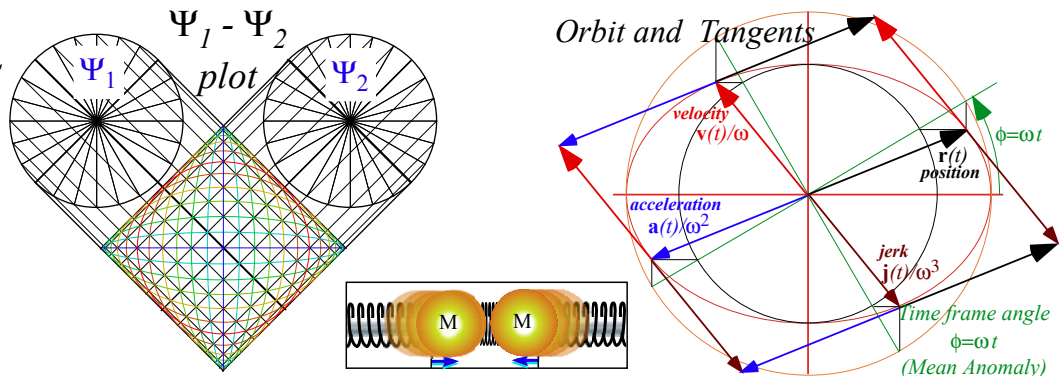 Ψ1 - Ψ2
plot
Ψ1
Ψ2
M
M
Orbit and Tangents
velocity
v(t)/ω
r(t)
position
ϕ=ωt
acceleration
a(t)/ω²
jerk
j(t)/ω³
Time frame angle
ϕ=ωt
(Mean Anomaly)